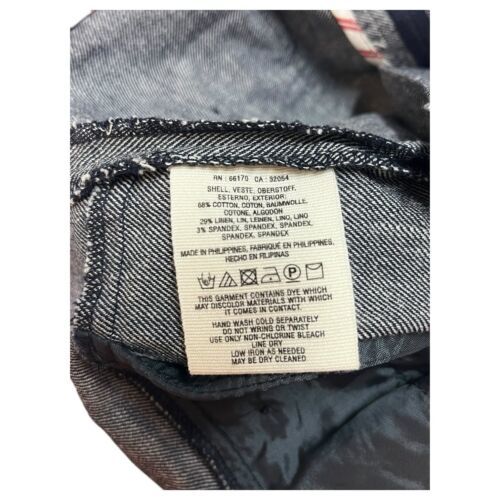 RN : 66170 CA : 32054
SHELL, VESTE, OBERSTOFF,
ESTERNO, EXTERIOR:
68% COTTON, COTON, BAUMWOLLE,
COTONE, ALGODÓN
29% LINEN, LIN, LEINEN, LINO, LINO
3% SPANDEX, SPANDEX, SPANDEX,
SPANDEX, SPANDEX
MADE IN PHILIPPINES, FABRIQUÉ EN PHILIPPINES,
HECHO EN FILIPINAS
P
THIS GARMENT CONTAINS DYE WHICH
MAY DISCOLOR MATERIALS WITH WHICH
IT COMES IN CONTACT.
HAND WASH COLD SEPARATELY
DO NOT WRING OR TWIST
USE ONLY NON-CHLORINE BLEACH
LINE DRY
LOW IRON AS NEEDED
MAY BE DRY CLEANED